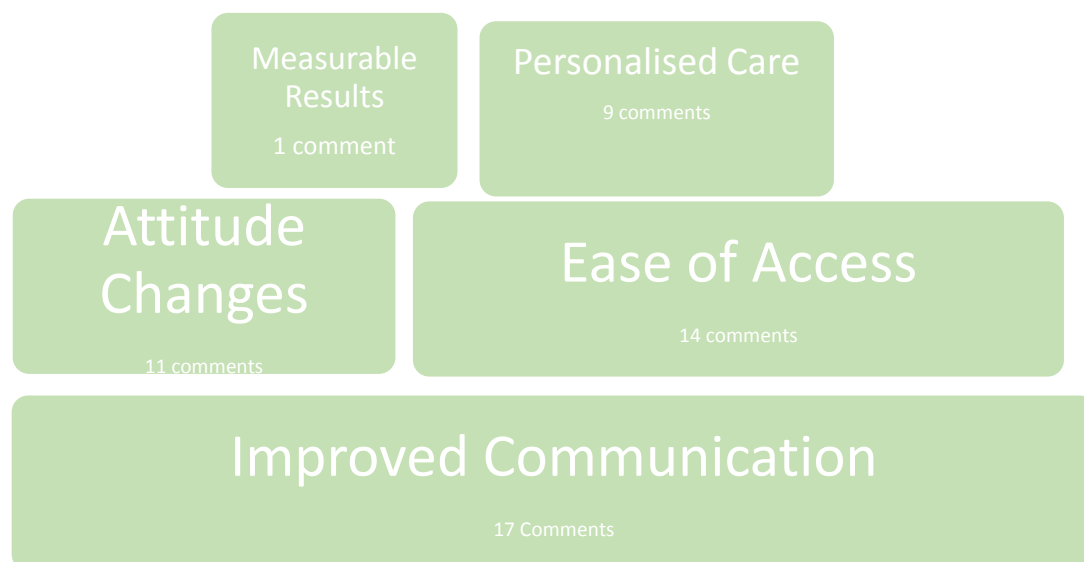 Measurable
Results
1 comment
Personalised Care
9 comments
Attitude
Changes
11 comments
Ease of Access
14 comments
Improved Communication
17 Comments